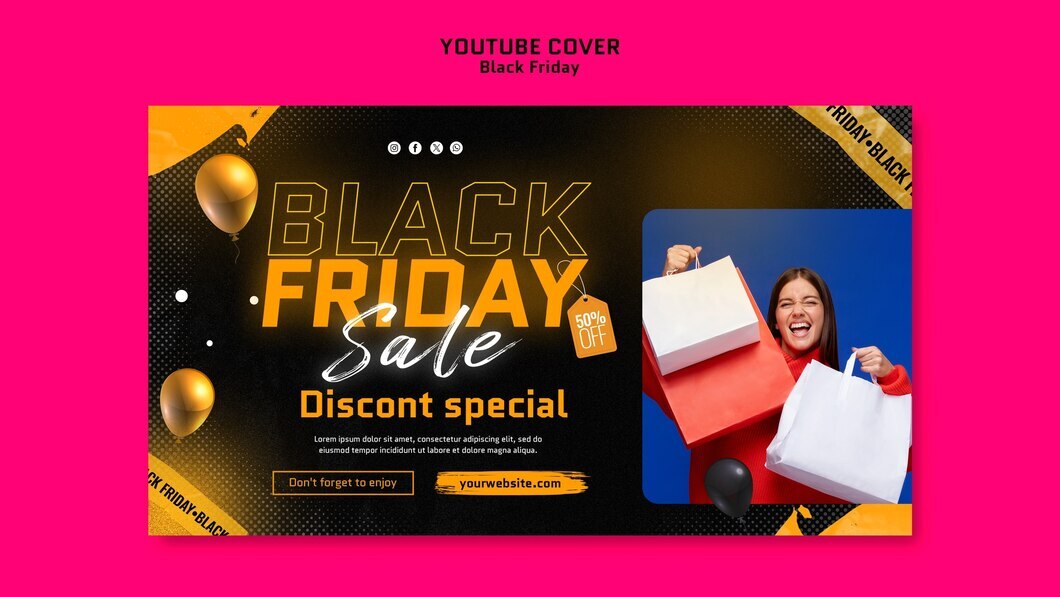 YOUTUBE COVER
Black Friday
FRIDAY•BLACK F
BLACK
FRIDAY
Sale
50%
OFF
Discont special
Lorem ipsum dolor sit amet, consectetur adipiscing elit, sed do
eiusmod tempor incididunt ut labore et dolore magna aliqua.
Don't forget to enjoy
yourwebsite.com
CK FRIDAY•BLACK